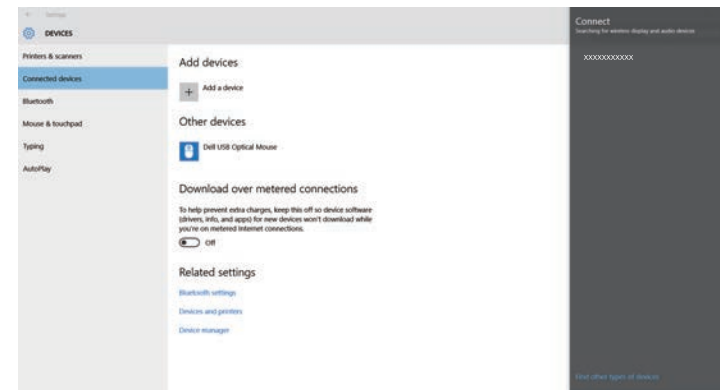 Settings
DEVICES
Printers & scanners
Connected devices
Bluetooth
Mouse & touchpad
Typing
AutoPlay
Add devices
Add a device
Other devices
Dell USB Optical Mouse
Download over metered connections
To help prevent extra charges, keep this off so device software
(drivers, info, and apps) for new devices won't download while
you're on metered Internet connections.
Off
Related settings
Bluetooth settings
Devices and printers
Device manager
Connect
Searching for wireless display and audio devices
xxxxxxxxxxx
Find other types of devices